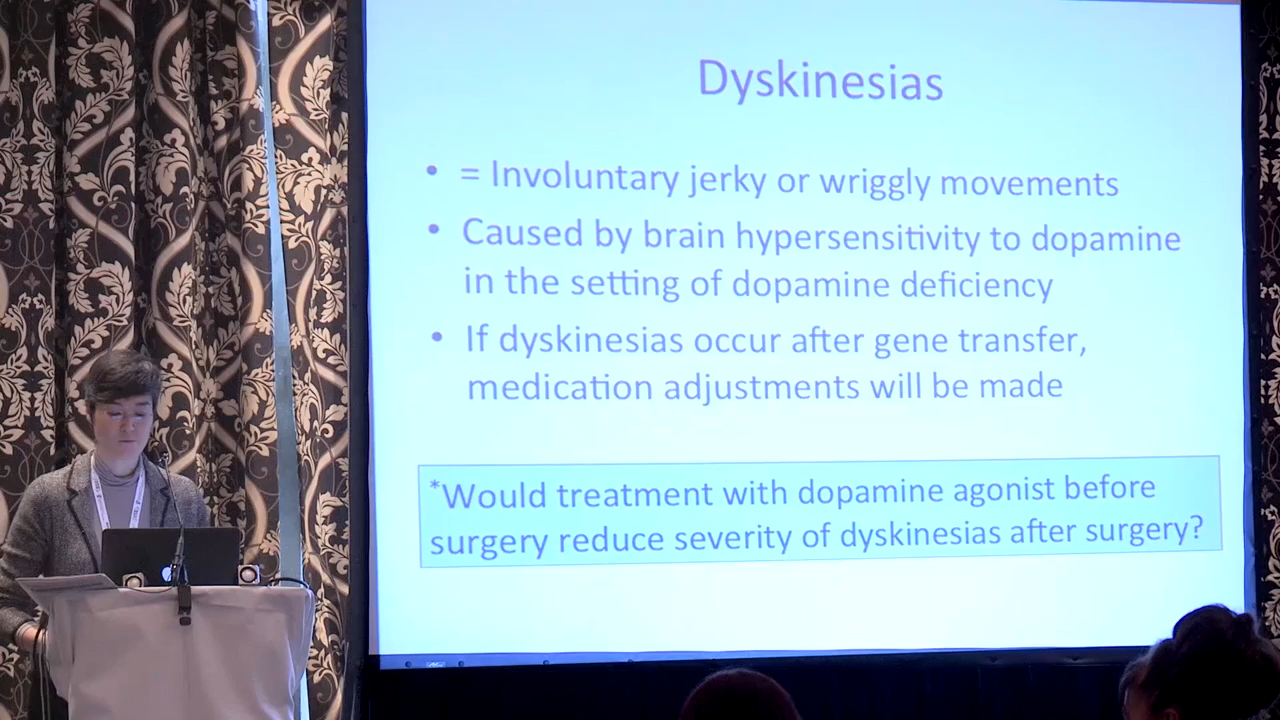 Dyskinesias
• = Involuntary jerky or wriggly movements
• Caused by brain hypersensitivity to dopamine
in the setting of dopamine deficiency
• If dyskinesias occur after gene transfer,
medication adjustments will be made
*Would treatment with dopamine agonist before
surgery reduce severity of dyskinesias after surgery?